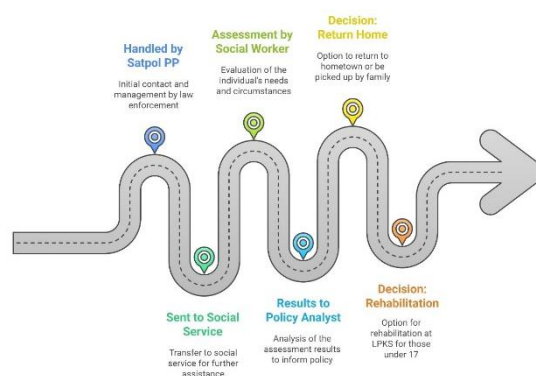 Handled by
Satpol PP
Initial contact and
management by law
enforcement
Sent to Social
Service
Transfer to social
service for further
assistance
Assessment by
Social Worker
Evaluation of the
individual's needs
and circumstances
Results to
Policy Analyst
Analysis of the
assessment results
to inform policy
Decision:
Return Home
Option to return to
hometown or be
picked up by family
Decision:
Rehabilitation
Option for
rehabilitation at
LPKS for those
under 17